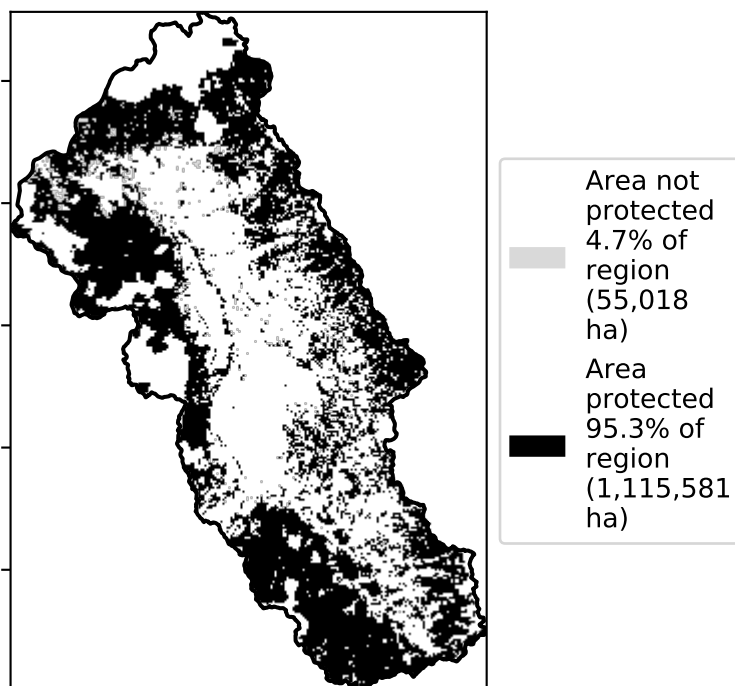 Area not
protected
4.7% of
region
(55,018
ha)
Area
protected
95.3% of
region
(1,115,581
ha)